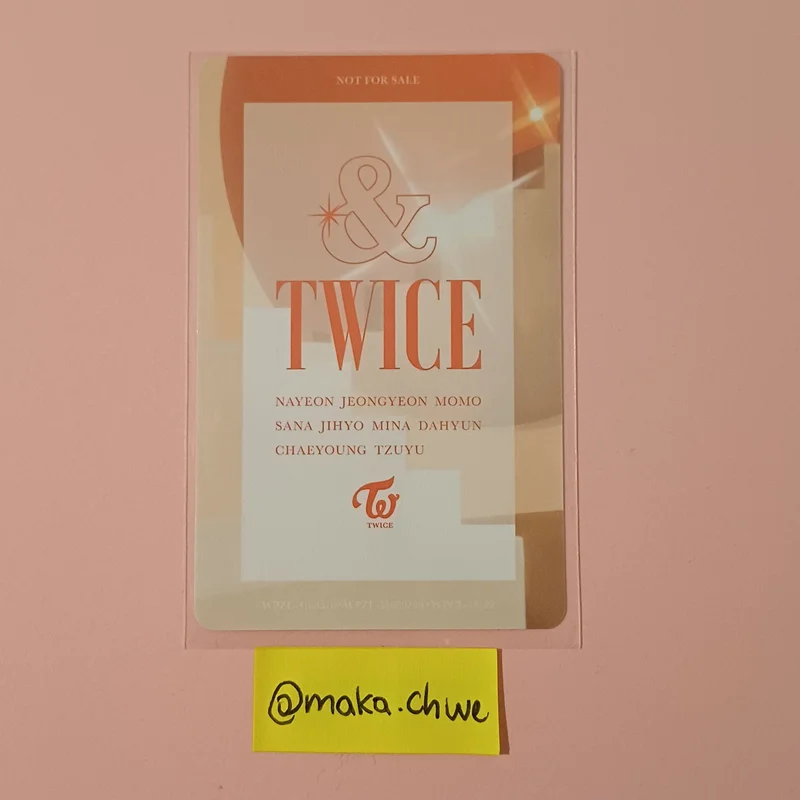 NOT FOR SALE
&
TWICE
NAYEON JEONGYEON MOMO
SANA JIHYO MINA DAHYUN
CHAEYOUNG TZUYU
TWICE
@maka.chwe